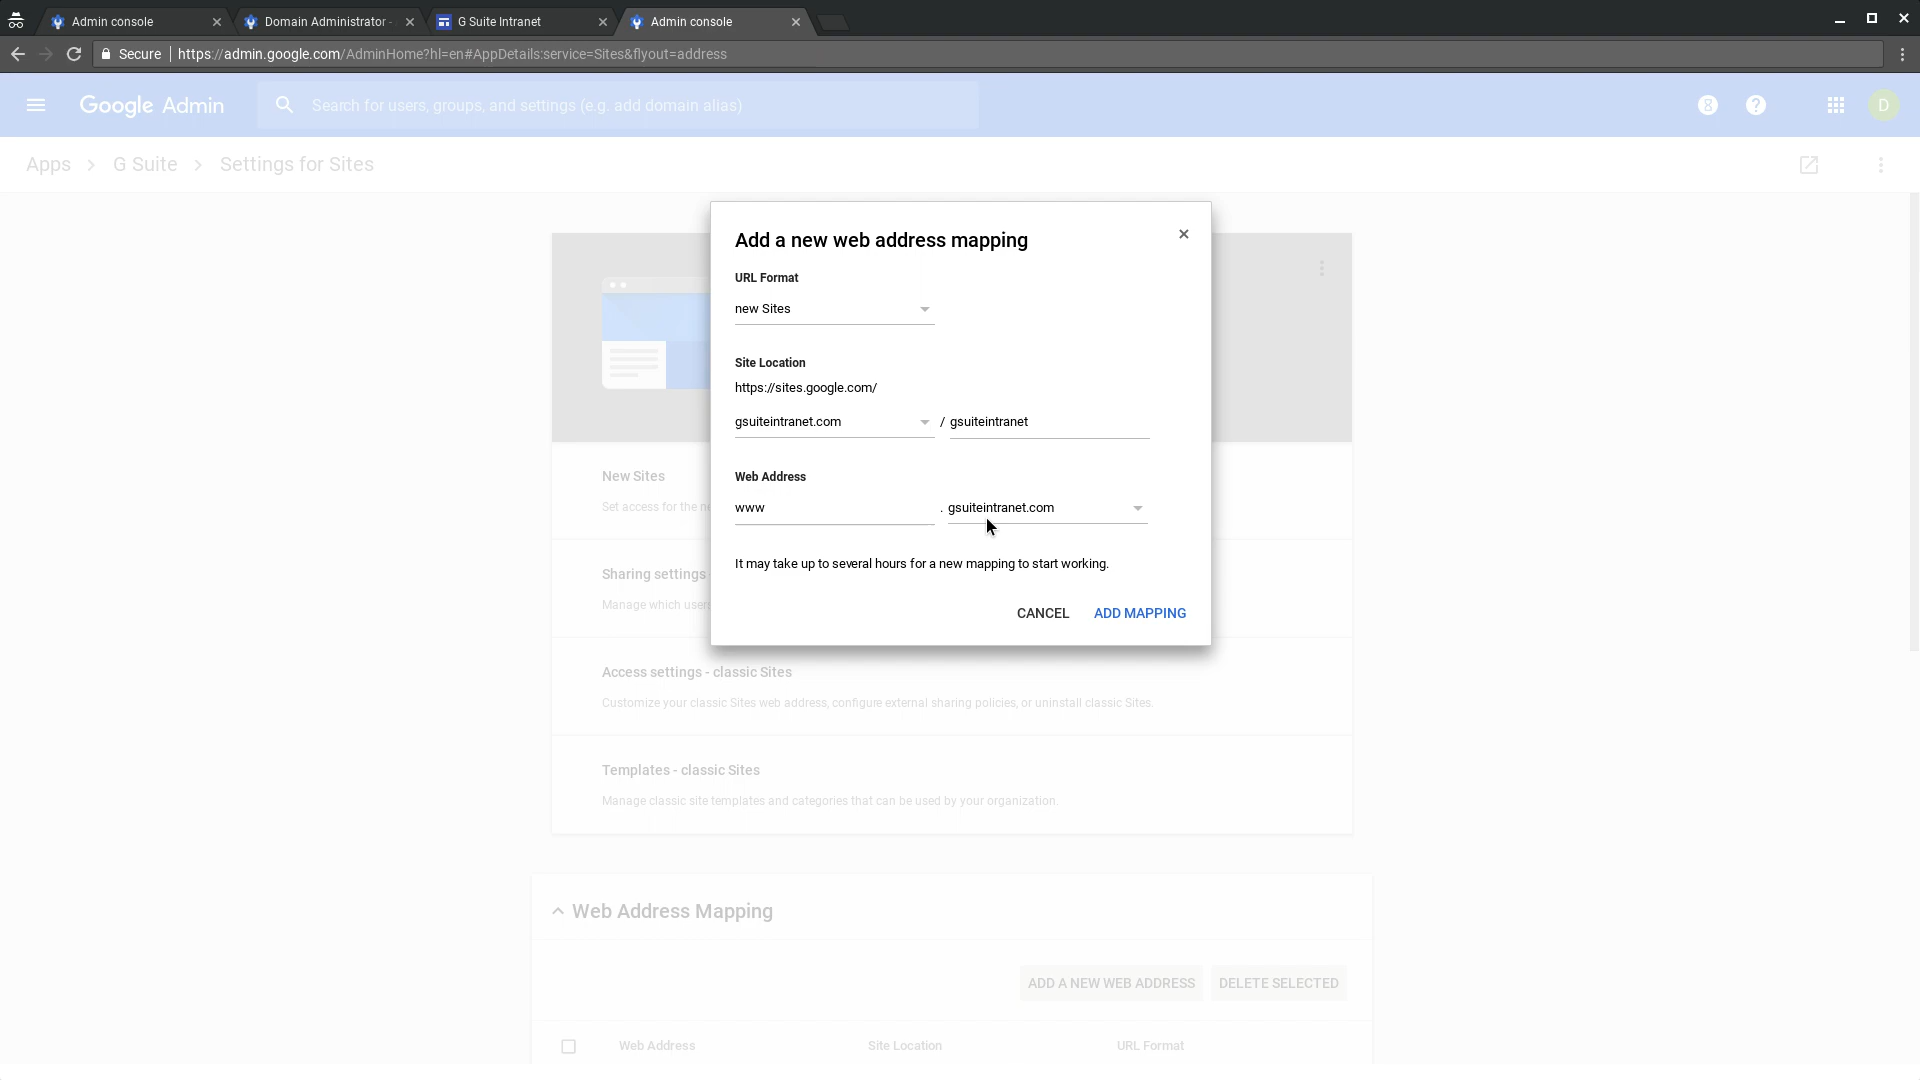 Admin console
Domain Administrator -
G Suite Intranet
Admin console
Secure https://admin.google.com/AdminHome?hl=en#AppDetails:service=Sites&flyout=address
Google Admin
Search for users, groups, and settings (e.g. add domain alias)
D
Apps > G Suite > Settings for Sites
Add a new web address mapping
URL Format
new Sites
Site Location
https://sites.google.com/
gsuiteintranet.com / gsuiteintranet
Web Address
www . gsuiteintranet.com
It may take up to several hours for a new mapping to start working.
CANCEL ADD MAPPING
New Sites
Set access for the
Sharing settings -
Manage which users
Access settings - classic Sites
Customize your classic Sites web address, configure external sharing policies, or uninstall classic Sites.
Templates - classic Sites
Manage classic site templates and categories that can be used by your organization.
Web Address Mapping
ADD A NEW WEB ADDRESS DELETE SELECTED
Web Address Site Location URL Format